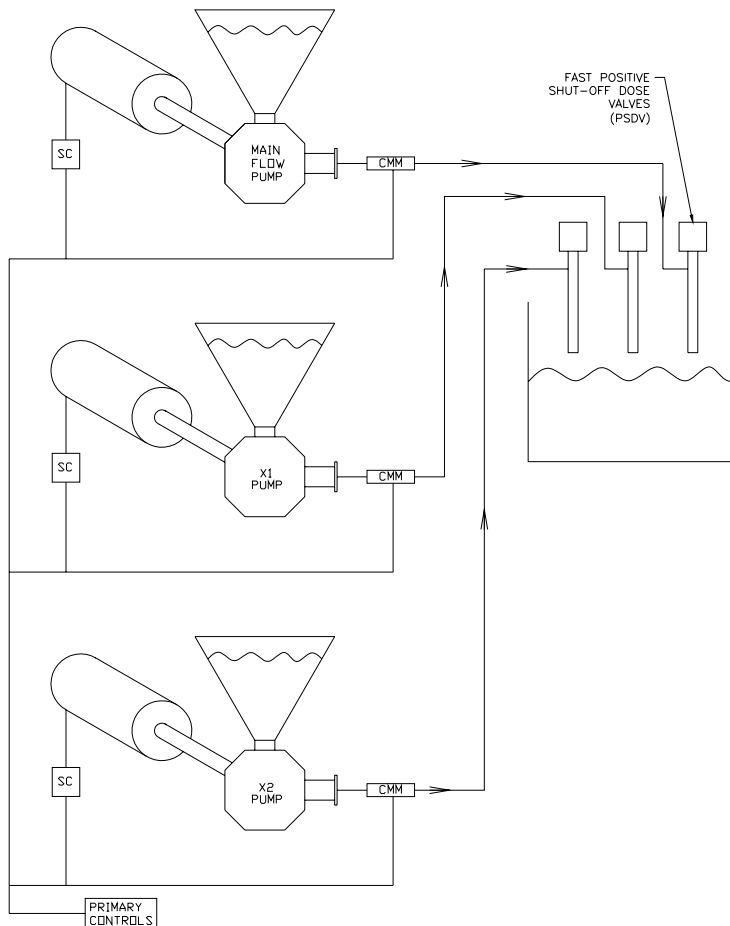 FAST POSITIVE
SHUT-OFF DOSE
VALVES
(PSDV)
SC
MAIN
FLOW
PUMP
CMM
SC
X1
PUMP
CMM
SC
X2
PUMP
CMM
PRIMARY
CONTROLS